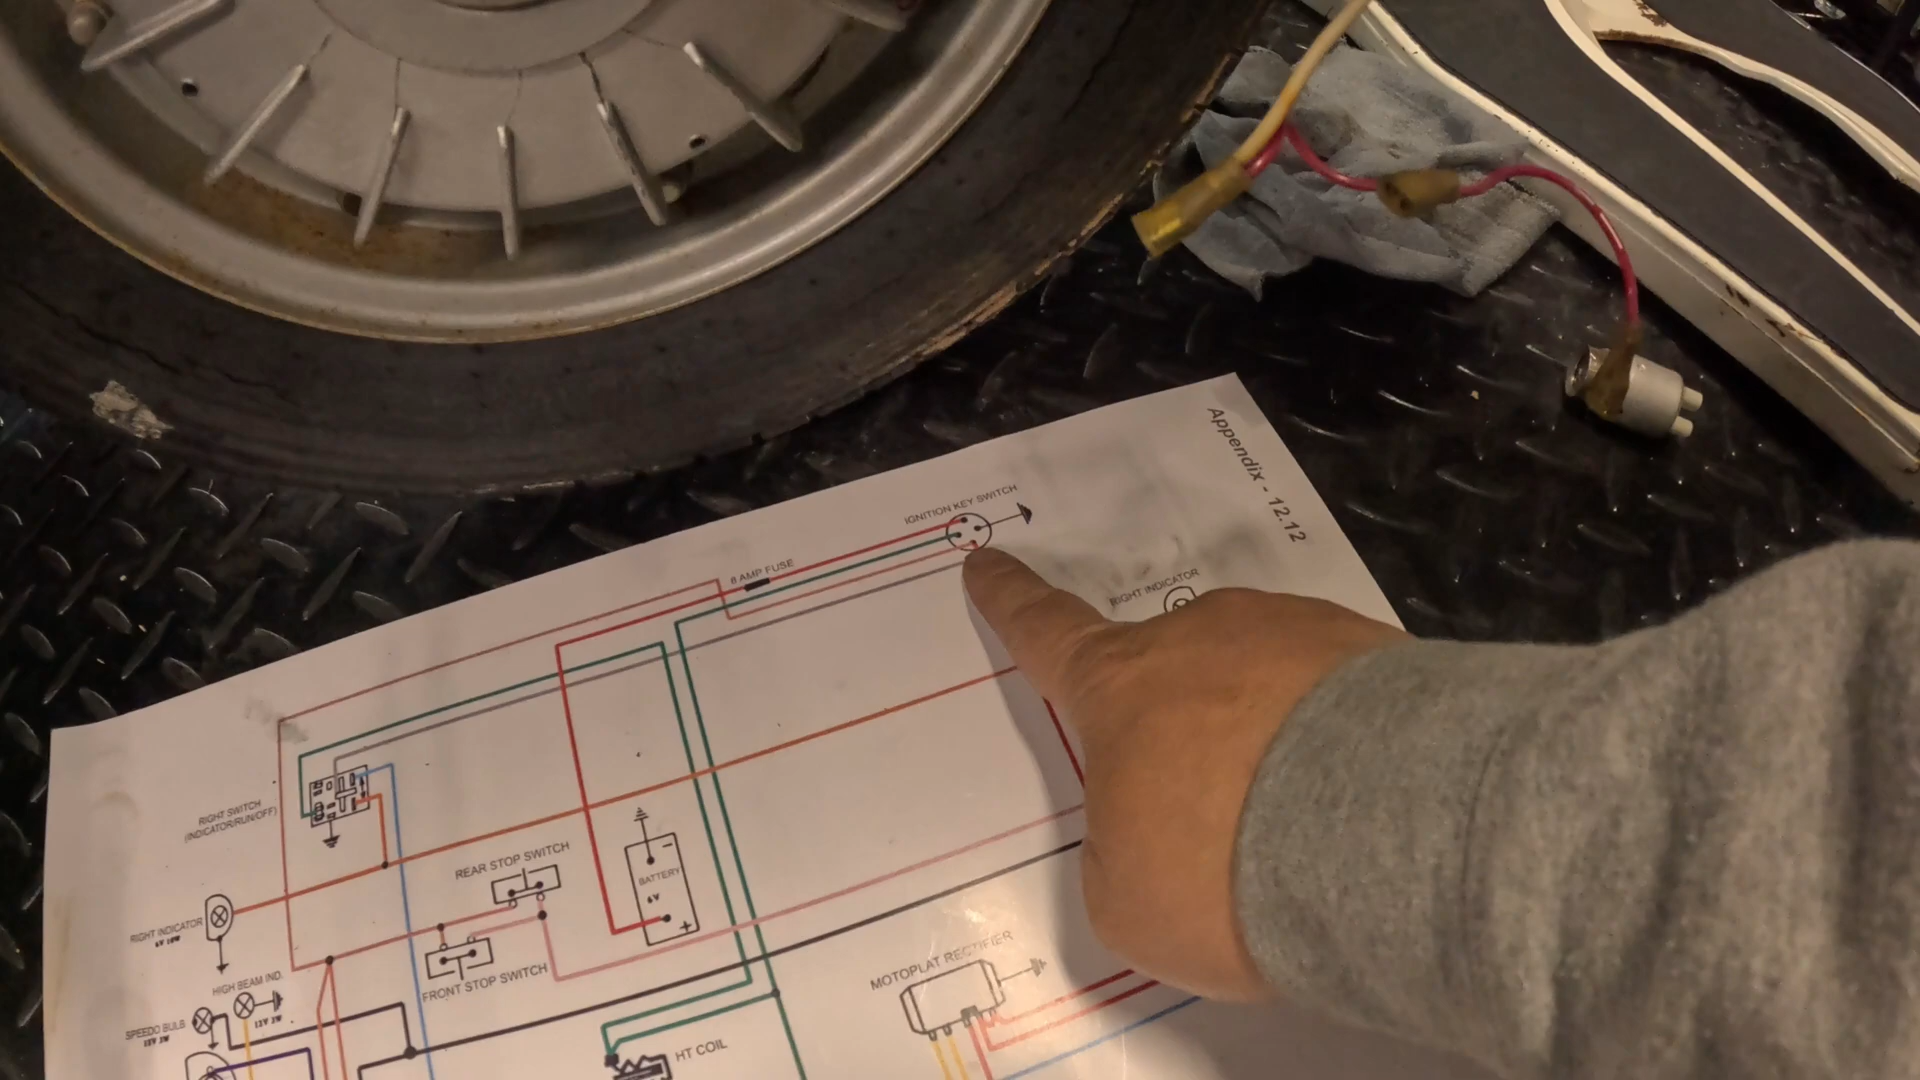 Appendix - 12.12
IGNITION KEY SWITCH
8 AMP FUSE
RIGHT INDICATOR
RIGHT SWITCH
(INDICATOR/RUN/OFF)
REAR STOP SWITCH
BATTERY
6V
RIGHT INDICATOR
6V 10W
FRONT STOP SWITCH
HIGH BEAM IND.
12V 2W
SPEEDO BULB
MOTOPLAT RECTIFIER
HT COIL